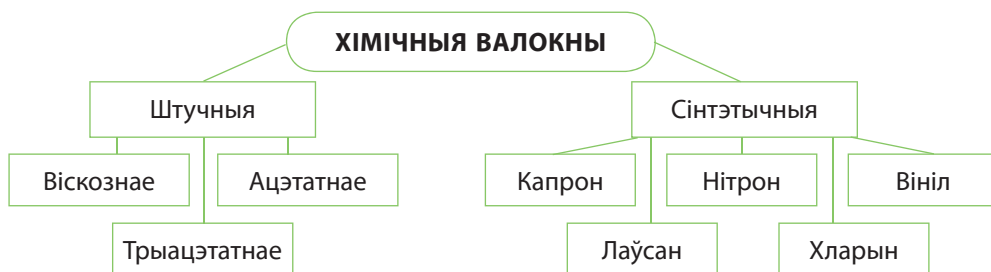 ХІМІЧНЫЯ ВАЛОКНЫ
Штучныя
Сінтэтычныя
Віскознае
Ацэтатнае
Капрон
Нітрон
Вініл
Трыацэтатнае
Лаўсан
Хларын